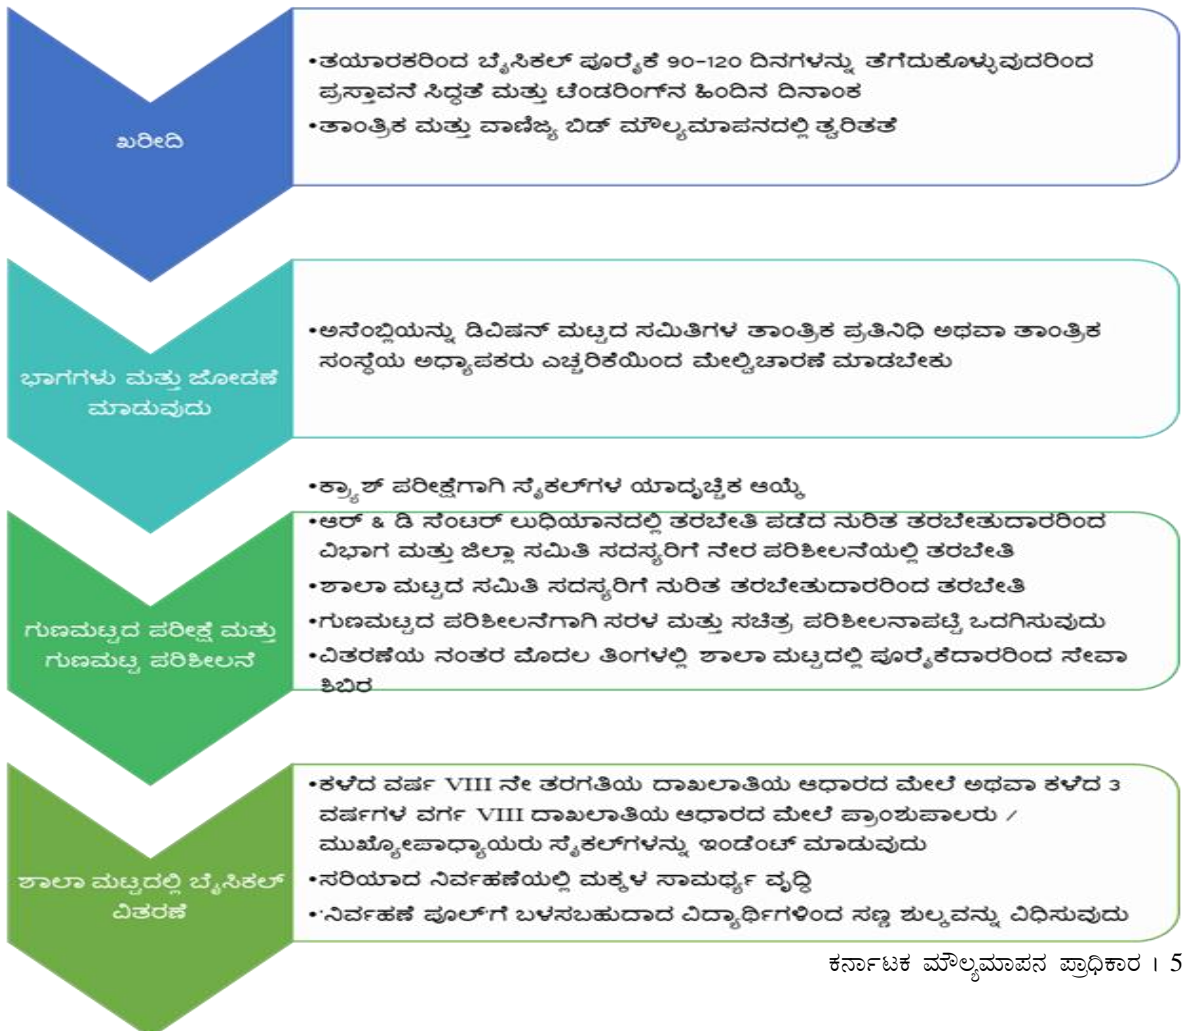 ಖರೀದಿ
•ತಯಾರಕರಿಂದ ಬೈಸಿಕಲ್ ಪೂರೈಕೆ 90-120 ದಿನಗಳನ್ನು ತೆಗೆದುಕೊಳ್ಳುವುದರಿಂದ
ಪ್ರಸ್ತಾವನೆ ಸಿದ್ಧತೆ ಮತ್ತು ಟೆಂಡರಿಂಗ್‌ನ ಹಿಂದಿನ ದಿನಾಂಕ
•ತಾಂತ್ರಿಕ ಮತ್ತು ವಾಣಿಜ್ಯ ಬಿಡ್ ಮೌಲ್ಯಮಾಪನದಲ್ಲಿ ತ್ವರಿತತೆ
ಭಾಗಗಳು ಮತ್ತು ಜೋಡಣೆ
ಮಾಡುವುದು
•ಅಸೆಂಬ್ಲಿಯನ್ನು ಡಿವಿಷನ್ ಮಟ್ಟದ ಸಮಿತಿಗಳ ತಾಂತ್ರಿಕ ಪ್ರತಿನಿಧಿ ಅಥವಾ ತಾಂತ್ರಿಕ
ಸಂಸ್ಥೆಯ ಅಧ್ಯಾಪಕರು ಎಚ್ಚರಿಕೆಯಿಂದ ಮೇಲ್ವಿಚಾರಣೆ ಮಾಡಬೇಕು
ಗುಣಮಟ್ಟದ ಪರೀಕ್ಷೆ ಮತ್ತು
ಗುಣಮಟ್ಟ ಪರಿಶೀಲನೆ
•ಕ್ರ್ಯಾಶ್ ಪರೀಕ್ಷೆಗಾಗಿ ಸೈಕಲ್‌ಗಳ ಯಾದೃಚ್ಛಿಕ ಆಯ್ಕೆ
•ಆರ್ & ಡಿ ಸೆಂಟರ್ ಲುಧಿಯಾನದಲ್ಲಿ ತರಬೇತಿ ಪಡೆದ ನುರಿತ ತರಬೇತುದಾರರಿಂದ
ವಿಭಾಗ ಮತ್ತು ಜಿಲ್ಲಾ ಸಮಿತಿ ಸದಸ್ಯರಿಗೆ ನೇರ ಪರಿಶೀಲನೆಯಲ್ಲಿ ತರಬೇತಿ
•ಶಾಲಾ ಮಟ್ಟದ ಸಮಿತಿ ಸದಸ್ಯರಿಗೆ ನುರಿತ ತರಬೇತುದಾರರಿಂದ ತರಬೇತಿ
•ಗುಣಮಟ್ಟದ ಪರಿಶೀಲನೆಗಾಗಿ ಸರಳ ಮತ್ತು ಸಚಿತ್ರ ಪರಿಶೀಲನಾಪಟ್ಟಿ ಒದಗಿಸುವುದು
•ವಿತರಣೆಯ ನಂತರ ಮೊದಲ ತಿಂಗಳಲ್ಲಿ ಶಾಲಾ ಮಟ್ಟದಲ್ಲಿ ಪೂರೈಕೆದಾರರಿಂದ ಸೇವಾ
ಶಿಬಿರ
ಶಾಲಾ ಮಟ್ಟದಲ್ಲಿ ಬೈಸಿಕಲ್
ವಿತರಣೆ
•ಕಳೆದ ವರ್ಷ VIII ನೇ ತರಗತಿಯ ದಾಖಲಾತಿಯ ಆಧಾರದ ಮೇಲೆ ಅಥವಾ ಕಳೆದ 3
ವರ್ಷಗಳ ವರ್ಗ VIII ದಾಖಲಾತಿಯ ಆಧಾರದ ಮೇಲೆ ಪ್ರಾಂಶುಪಾಲರು /
ಮುಖ್ಯೋಪಾಧ್ಯಾಯರು ಸೈಕಲ್‌ಗಳನ್ನು ಇಂಡೆಂಟ್ ಮಾಡುವುದು
•ಸರಿಯಾದ ನಿರ್ವಹಣೆಯಲ್ಲಿ ಮಕ್ಕಳ ಸಾಮರ್ಥ್ಯ ವೃದ್ಧಿ
•'ನಿರ್ವಹಣೆ ಪೂಲ್'ಗೆ ಬಳಸಬಹುದಾದ ವಿದ್ಯಾರ್ಥಿಗಳಿಂದ ಸಣ್ಣ ಶುಲ್ಕವನ್ನು ವಿಧಿಸುವುದು
ಕರ್ನಾಟಕ ಮೌಲ್ಯಮಾಪನ ಪ್ರಾಧಿಕಾರ । 5